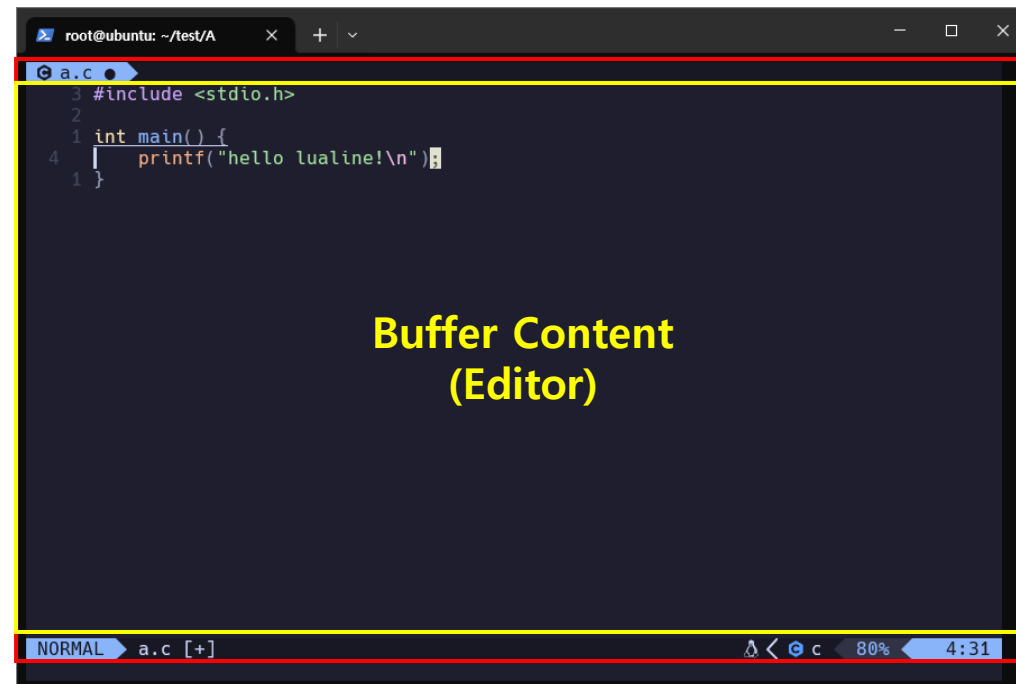 root@ubuntu: ~/test/A
a.c ●
3 #include <stdio.h>
2
1 int main() {
4 printf("hello lualine!\n");
1 }
Buffer Content
(Editor)
NORMAL a.c [+] c 80% 4:31